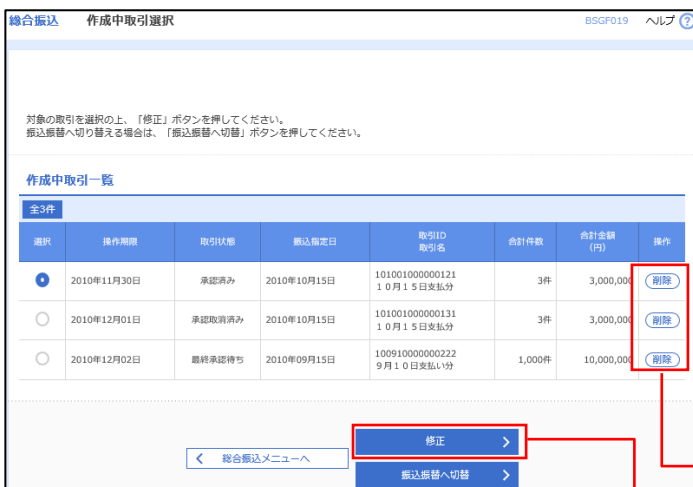 総合振込 作成中取引選択 BSGF019 ヘルプ ?
対象の取引を選択の上、「修正」ボタンを押してください。
振込振替へ切り替える場合は、「振込振替へ切替」ボタンを押してください。
作成中取引一覧
全3件
選択 操作期限 取引状態 振込指定日 取引ID 取引名 合計件数 合計金額 (円) 操作
2010年11月30日 承認済み 2010年10月15日 101001000000121 3件 3,000,000 削除
10月15日支払分
2010年12月01日 承認取消済み 2010年10月15日 101001000000131 3件 3,000,000 削除
10月15日支払分
2010年12月02日 最終承認待ち 2010年09月15日 100910000000222 1,000件 10,000,000 削除
9月10日支払い分
修正
総合振込メニューへ
振込振替へ切替